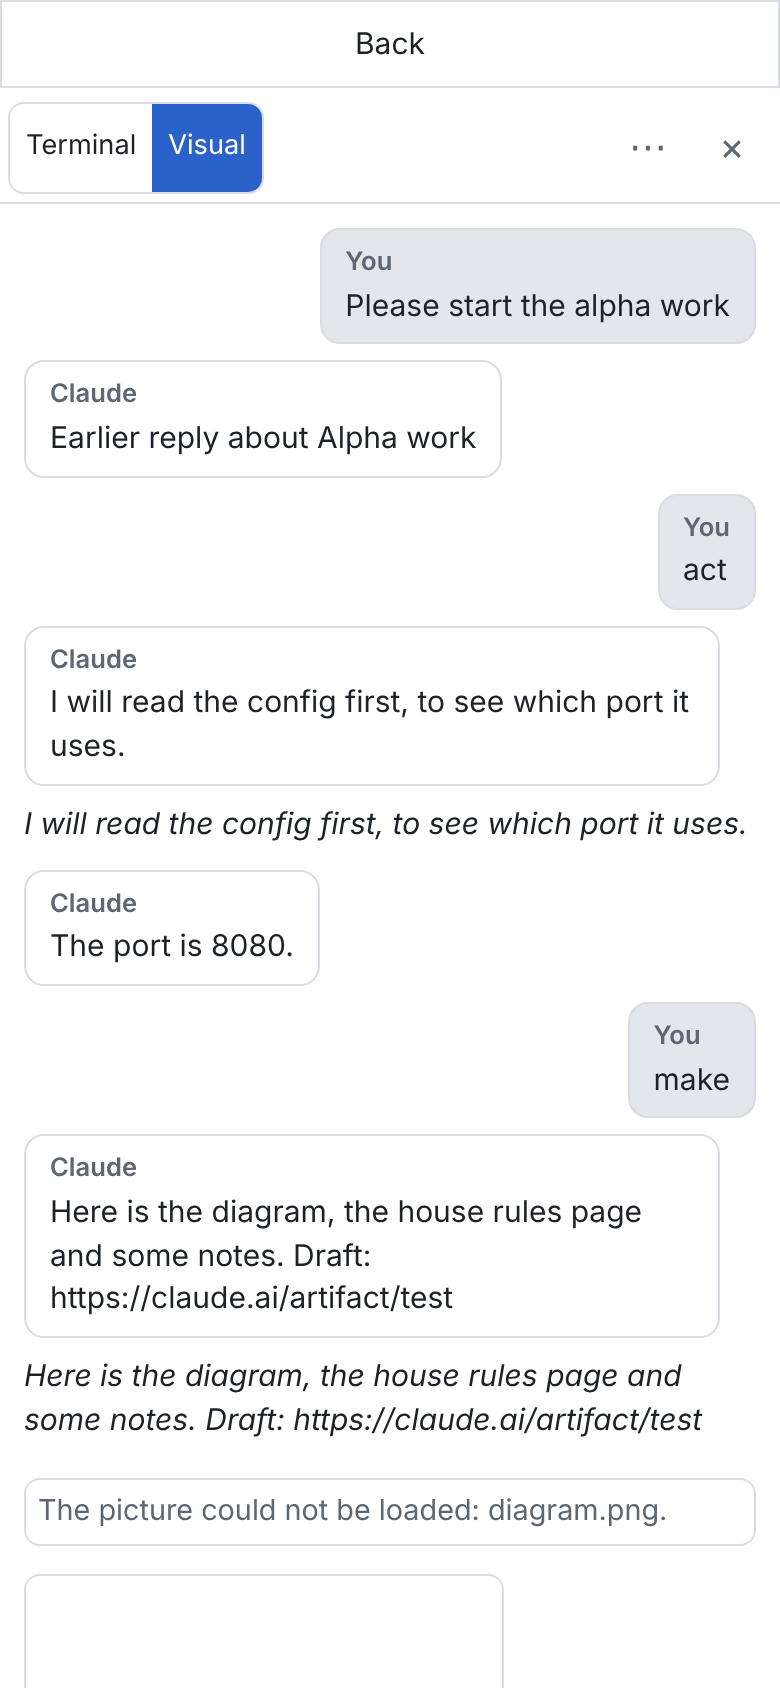 Back
Terminal Visual ··· ×
You
Please start the alpha work
Claude
Earlier reply about Alpha work
You
act
Claude
I will read the config first, to see which port it
uses.
I will read the config first, to see which port it uses.
Claude
The port is 8080.
You
make
Claude
Here is the diagram, the house rules page
and some notes. Draft:
https://claude.ai/artifact/test
Here is the diagram, the house rules page and
some notes. Draft: https://claude.ai/artifact/test
The picture could not be loaded: diagram.png.